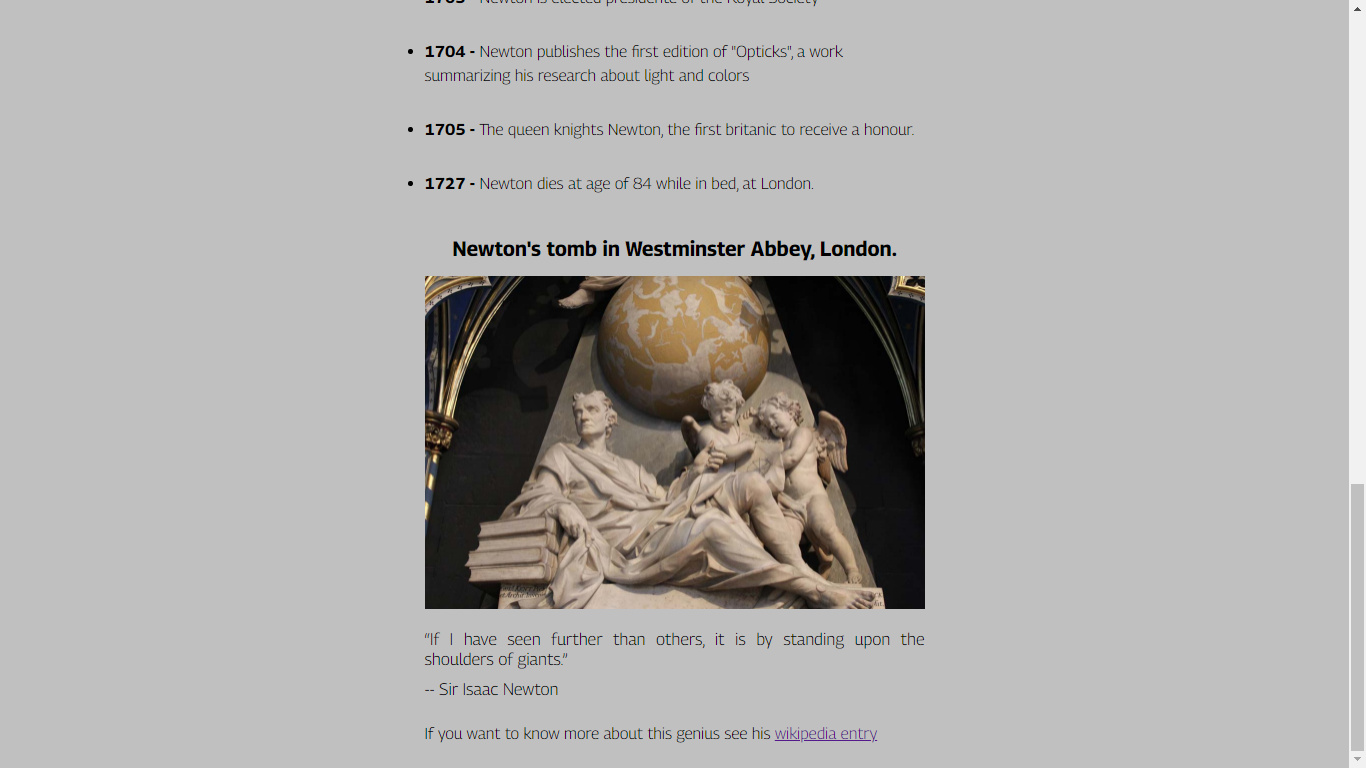 1703 - Newton is elected presidente of the Royal Society
1704 - Newton publishes the first edition of "Opticks", a work
summarizing his research about light and colors
1705 - The queen knights Newton, the first britanic to receive a honour.
1727 - Newton dies at age of 84 while in bed, at London.
Newton's tomb in Westminster Abbey, London.
“If I have seen further than others, it is by standing upon the
shoulders of giants.”
-- Sir Isaac Newton
If you want to know more about this genius see his wikipedia entry